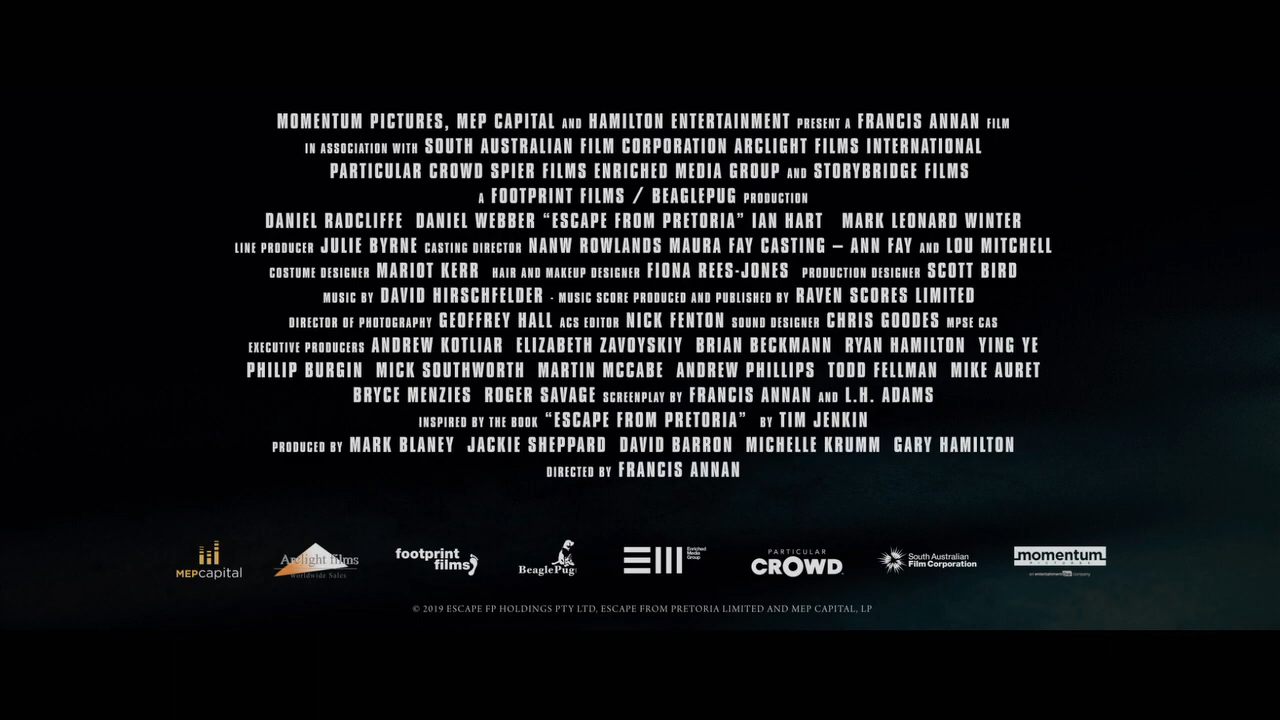 MOMENTUM PICTURES, MEP CAPITAL AND HAMILTON ENTERTAINMENT PRESENT A FRANCIS ANNAN FILM
IN ASSOCIATION WITH SOUTH AUSTRALIAN FILM CORPORATION ARCLIGHT FILMS INTERNATIONAL
PARTICULAR CROWD SPIER FILMS ENRICHED MEDIA GROUP AND STORYBRIDGE FILMS
A FOOTPRINT FILMS / BEAGLEPUG PRODUCTION
DANIEL RADCLIFFE DANIEL WEBBER “ESCAPE FROM PRETORIA” IAN HART MARK LEONARD WINTER
LINE PRODUCER JULIE BYRNE CASTING DIRECTOR NANW ROWLANDS MAURA FAY CASTING – ANN FAY AND LOU MITCHELL
COSTUME DESIGNER MARIOT KERR HAIR AND MAKEUP DESIGNER FIONA REES-JONES PRODUCTION DESIGNER SCOTT BIRD
MUSIC BY DAVID HIRSCHFELDER - MUSIC SCORE PRODUCED AND PUBLISHED BY RAVEN SCORES LIMITED
DIRECTOR OF PHOTOGRAPHY GEOFFREY HALL ACS EDITOR NICK FENTON SOUND DESIGNER CHRIS GOODES MPSE CAS
EXECUTIVE PRODUCERS ANDREW KOTLIAR ELIZABETH ZAVOYSKIY BRIAN BECKMANN RYAN HAMILTON YING YE
PHILIP BURGIN MICK SOUTHWORTH MARTIN MCCABE ANDREW PHILLIPS TODD FELLMAN MIKE AURET
BRYCE MENZIES ROGER SAVAGE SCREENPLAY BY FRANCIS ANNAN AND L.H. ADAMS
INSPIRED BY THE BOOK “ESCAPE FROM PRETORIA” BY TIM JENKIN
PRODUCED BY MARK BLANEY JACKIE SHEPPARD DAVID BARRON MICHELLE KRUMM GARY HAMILTON
DIRECTED BY FRANCIS ANNAN
MEPcapital
Arclight films
Worldwide Sales
footprint
films
BeaglePug
Enriched
Media
Group
PARTICULAR
CROWD
South Australian
Film Corporation
momentum
PICTURES
an entertainment one company
© 2019 ESCAPE FP HOLDINGS PTY LTD, ESCAPE FROM PRETORIA LIMITED AND MEP CAPITAL, LP